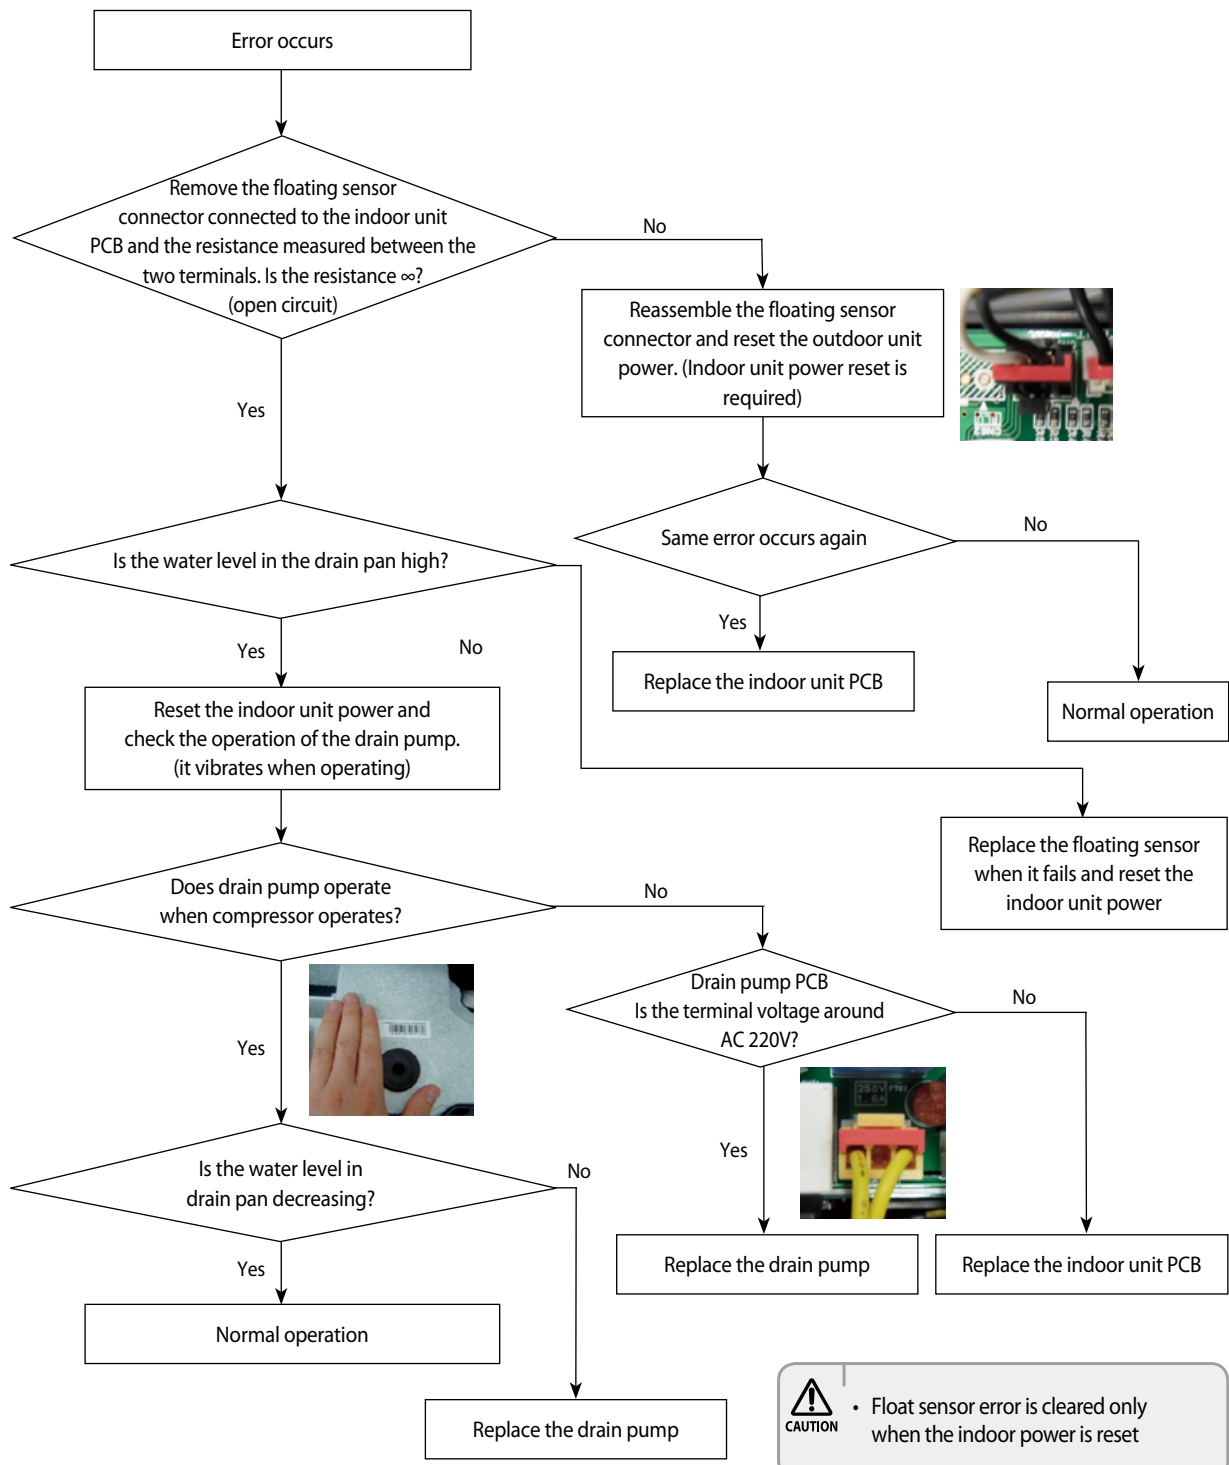 Error occurs
Remove the floating sensor
connector connected to the indoor unit
PCB and the resistance measured between the
two terminals. Is the resistance ∞?
(open circuit)
No
Reassemble the floating sensor
connector and reset the outdoor unit
power. (Indoor unit power reset is
required)
Yes
Same error occurs again
No
Is the water level in the drain pan high?
Yes
Replace the indoor unit PCB
Yes
No
Normal operation
Reset the indoor unit power and
check the operation of the drain pump.
(it vibrates when operating)
Replace the floating sensor
when it fails and reset the
indoor unit power
Does drain pump operate
when compressor operates?
No
Drain pump PCB
Is the terminal voltage around
AC 220V?
No
Yes
250V
1.6A
Yes
Is the water level in
drain pan decreasing?
No
Replace the drain pump
Replace the indoor unit PCB
Yes
Normal operation
Replace the drain pump
CAUTION
• Float sensor error is cleared only
when the indoor power is reset